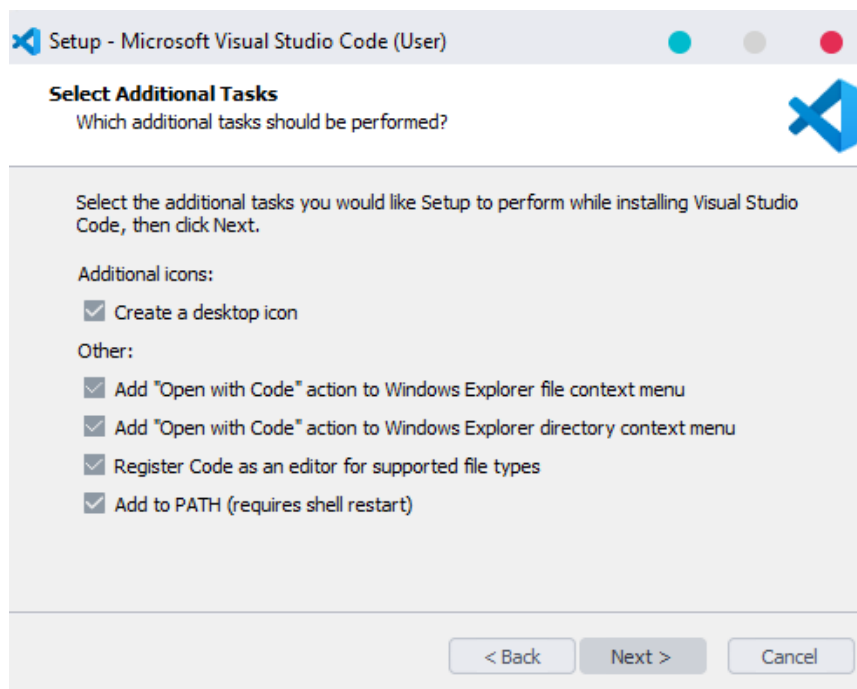 Setup - Microsoft Visual Studio Code (User)
Select Additional Tasks
Which additional tasks should be performed?
Select the additional tasks you would like Setup to perform while installing Visual Studio
Code, then click Next.
Additional icons:
Create a desktop icon
Other:
Add "Open with Code" action to Windows Explorer file context menu
Add "Open with Code" action to Windows Explorer directory context menu
Register Code as an editor for supported file types
Add to PATH (requires shell restart)
< Back Next > Cancel